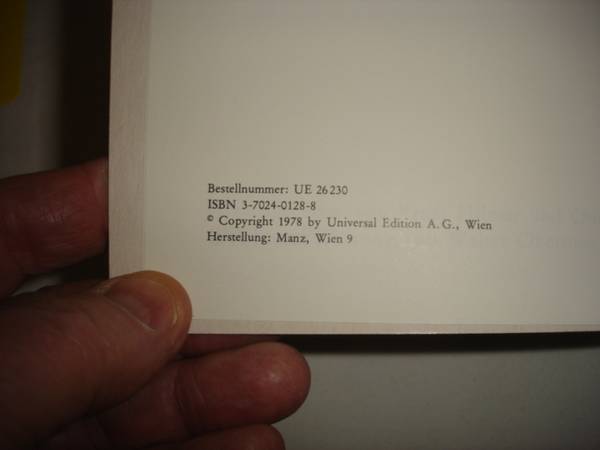 Bestellnummer: UE 26 230
ISBN 3-7024-0128-8
© Copyright 1978 by Universal Edition A. G., Wien
Herstellung: Manz, Wien 9